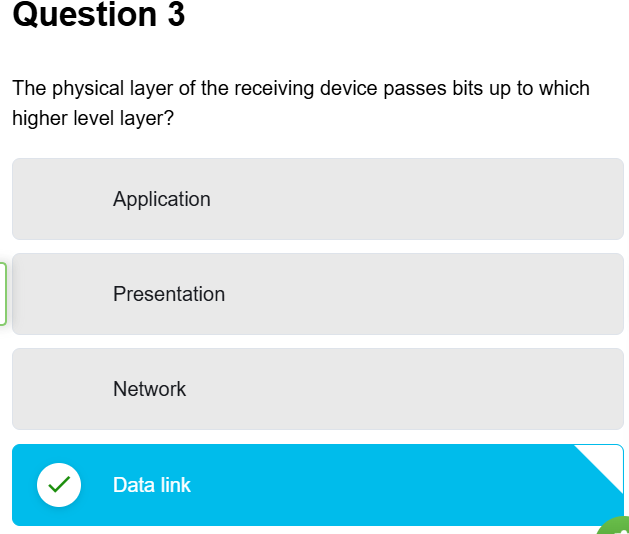 Question 3
The physical layer of the receiving device passes bits up to which
higher level layer?
Application
Presentation
Network
Data link